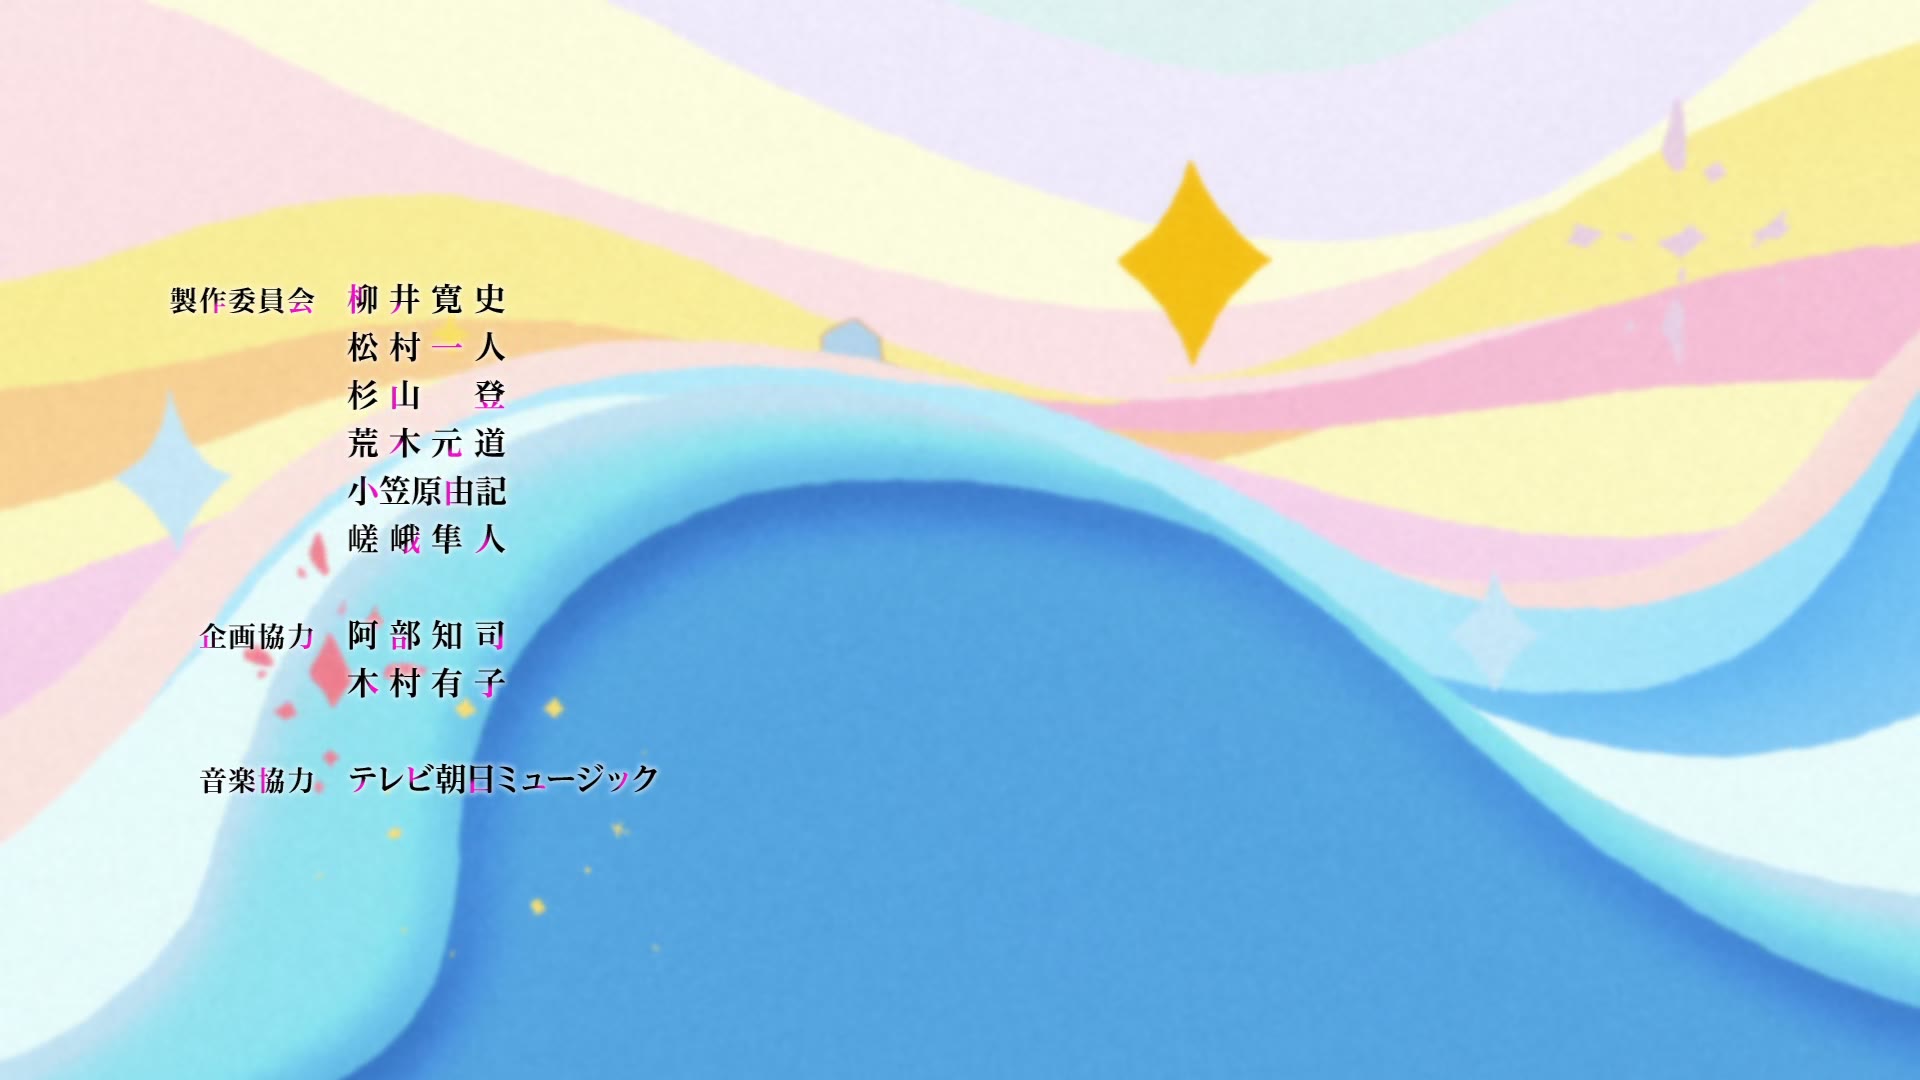 製作委員会 柳井寛史
松村一人
杉山 登
荒木元道
小笠原由記
嵯峨隼人
企画協力 阿部知司
木村有子
音楽協力 テレビ朝日ミュージック